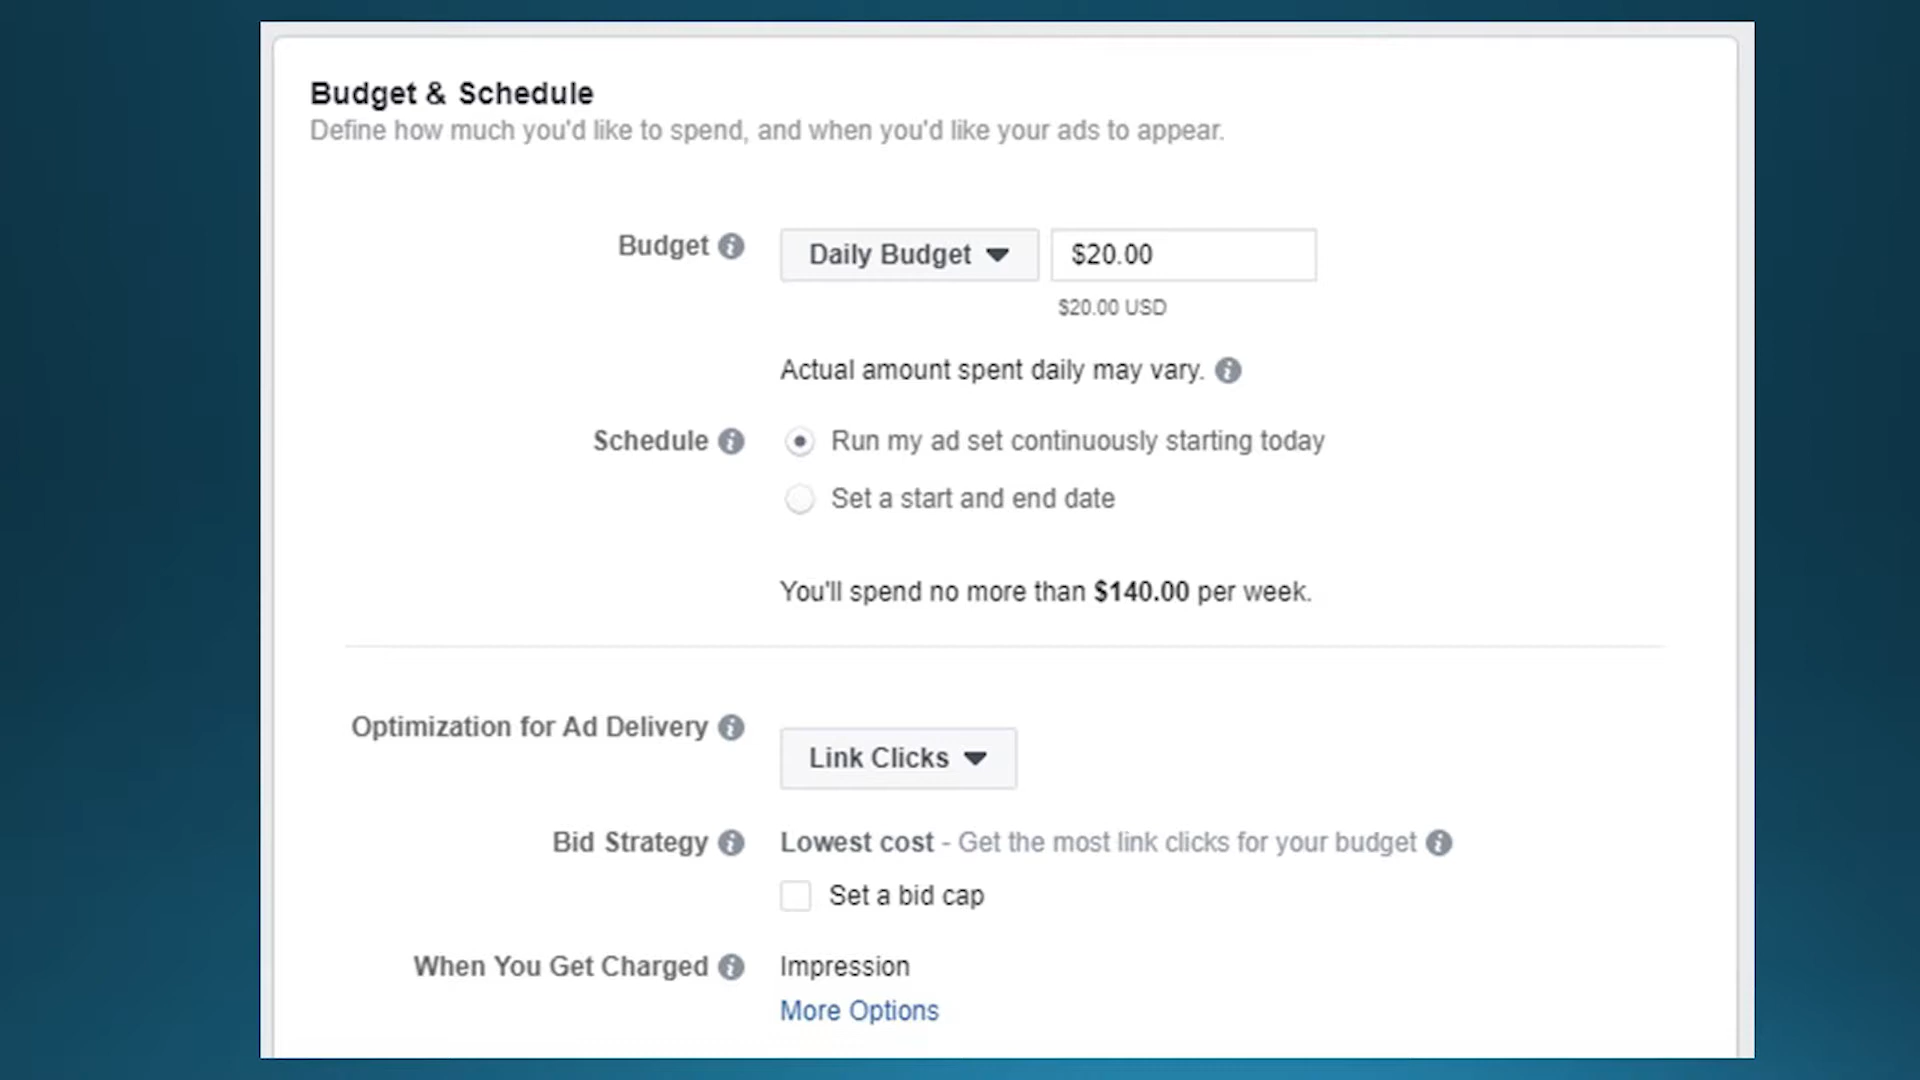 Budget & Schedule
Define how much you'd like to spend, and when you'd like your ads to appear.
Budget Daily Budget $20.00
$20.00 USD
Actual amount spent daily may vary.
Schedule Run my ad set continuously starting today
Set a start and end date
You'll spend no more than $140.00 per week.
Optimization for Ad Delivery Link Clicks
Bid Strategy Lowest cost - Get the most link clicks for your budget
Set a bid cap
When You Get Charged Impression
More Options